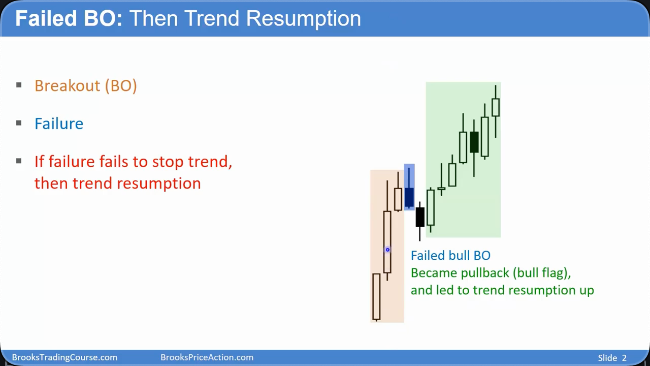 Failed BO: Then Trend Resumption
Breakout (BO)
Failure
If failure fails to stop trend,
then trend resumption
Failed bull BO
Became pullback (bull flag),
and led to trend resumption up
BrooksTradingCourse.com
BrooksPriceAction.com
Slide 2